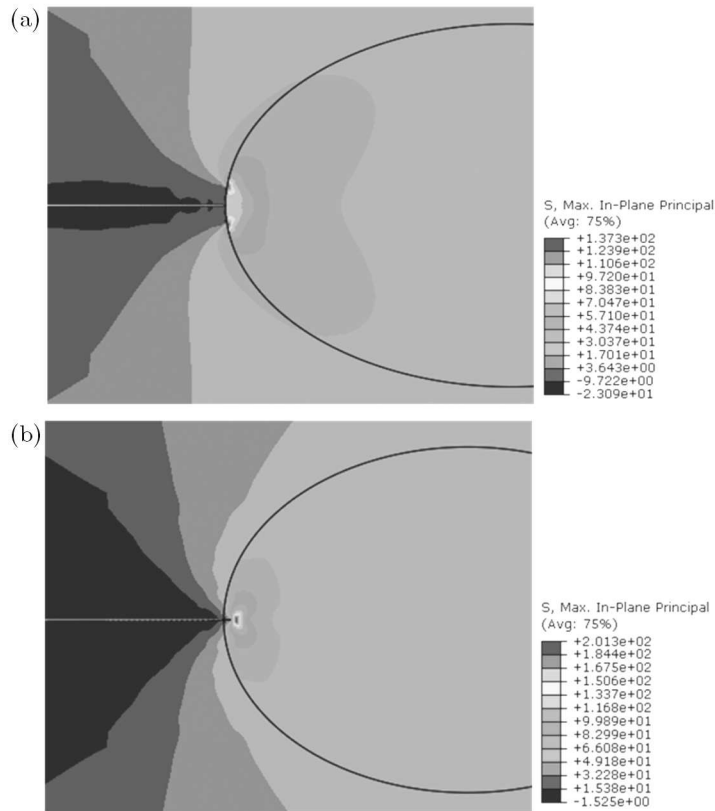 (a)
S, Max. In-Plane Principal
(Avg: 75%)
+1.373e+02
+1.239e+02
+1.106e+02
+9.720e+01
+8.383e+01
+7.047e+01
+5.710e+01
+4.374e+01
+3.037e+01
+1.701e+01
+3.643e+00
-9.722e+00
-2.309e+01
(b)
S, Max. In-Plane Principal
(Avg: 75%)
+2.013e+02
+1.844e+02
+1.675e+02
+1.506e+02
+1.337e+02
+1.168e+02
+9.989e+01
+8.299e+01
+6.608e+01
+4.918e+01
+3.228e+01
+1.538e+01
-1.525e+00